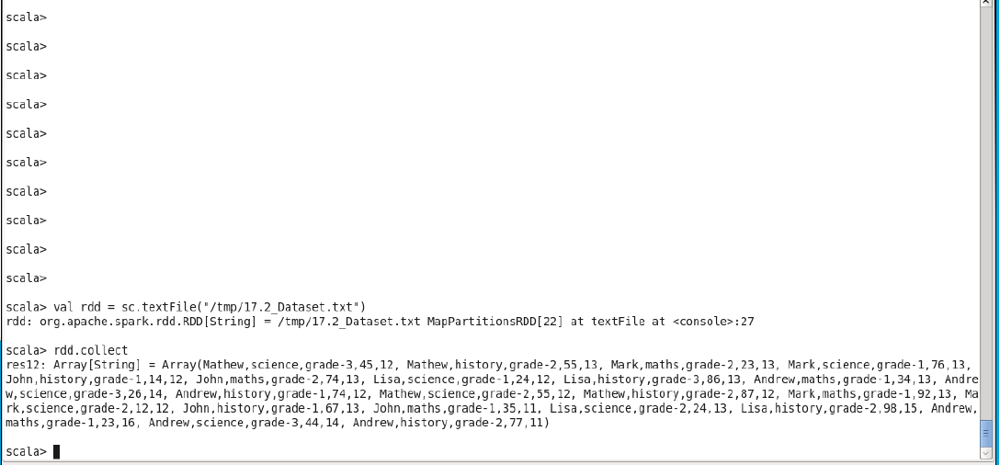 scala>
scala>
scala>
scala>
scala>
scala>
scala>
scala>
scala>
scala>
scala> val rdd = sc.textFile("/tmp/17.2_Dataset.txt")
rdd: org.apache.spark.rdd.RDD[String] = /tmp/17.2_Dataset.txt MapPartitionsRDD[22] at textFile at <console>:27
scala> rdd.collect
res12: Array[String] = Array(Mathew,science,grade-3,45,12, Mathew,history,grade-2,55,13, Mark,maths,grade-2,23,13, Mark,science,grade-1,76,13,
John,history,grade-1,14,12, John,maths,grade-2,74,13, Lisa,science,grade-1,24,12, Lisa,history,grade-3,86,13, Andrew,maths,grade-1,34,13, Andre
w,science,grade-3,26,14, Andrew,history,grade-1,74,12, Mathew,science,grade-2,55,12, Mathew,history,grade-2,87,12, Mark,maths,grade-1,92,13, Ma
rk,science,grade-2,12,12, John,history,grade-1,67,13, John,maths,grade-1,35,11, Lisa,science,grade-2,24,13, Lisa,history,grade-2,98,15, Andrew,
maths,grade-1,23,16, Andrew,science,grade-3,44,14, Andrew,history,grade-2,77,11)
scala>